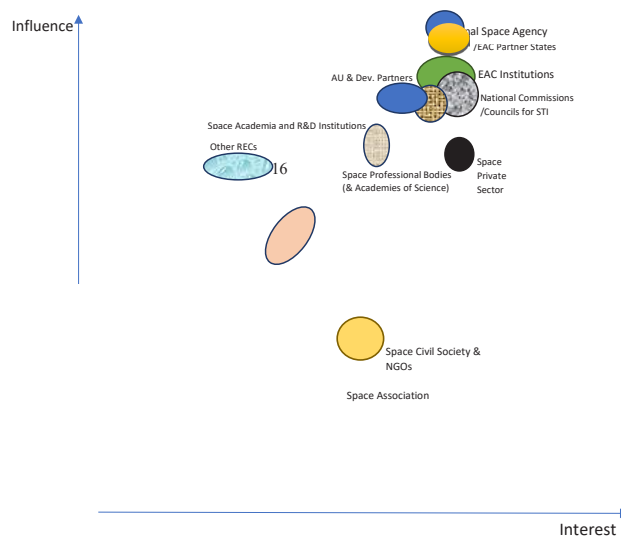 Influence
nal Space Agency
/EAC Partner States
AU & Dev. Partners
EAC Institutions
National Commissions
/Councils for STI
Space Academia and R&D Institutions
Other RECs
16
Space Professional Bodies
(& Academies of Science)
Space
Private
Sector
Space Civil Society &
NGOs
Space Association
Interest